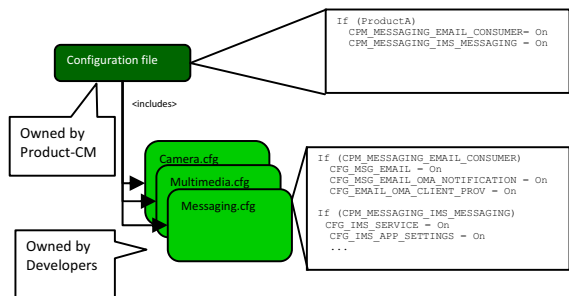 If (ProductA)
CPM_MESSAGING_EMAIL_CONSUMER= On
CPM_MESSAGING_IMS_MESSAGING = On
Configuration file
<includes>
Owned by
Product-CM
Camera.cfg
Multimedia.cfg
Messaging.cfg
If (CPM_MESSAGING_EMAIL_CONSUMER)
CFG_MSG_EMAIL = On
CFG_MSG_EMAIL_OMA_NOTIFICATION = On
CFG_EMAIL_OMA_CLIENT_PROV = On
If (CPM_MESSAGING_IMS_MESSAGING)
CFG_IMS_SERVICE = On
CFG_IMS_APP_SETTINGS = On
...
Owned by
Developers